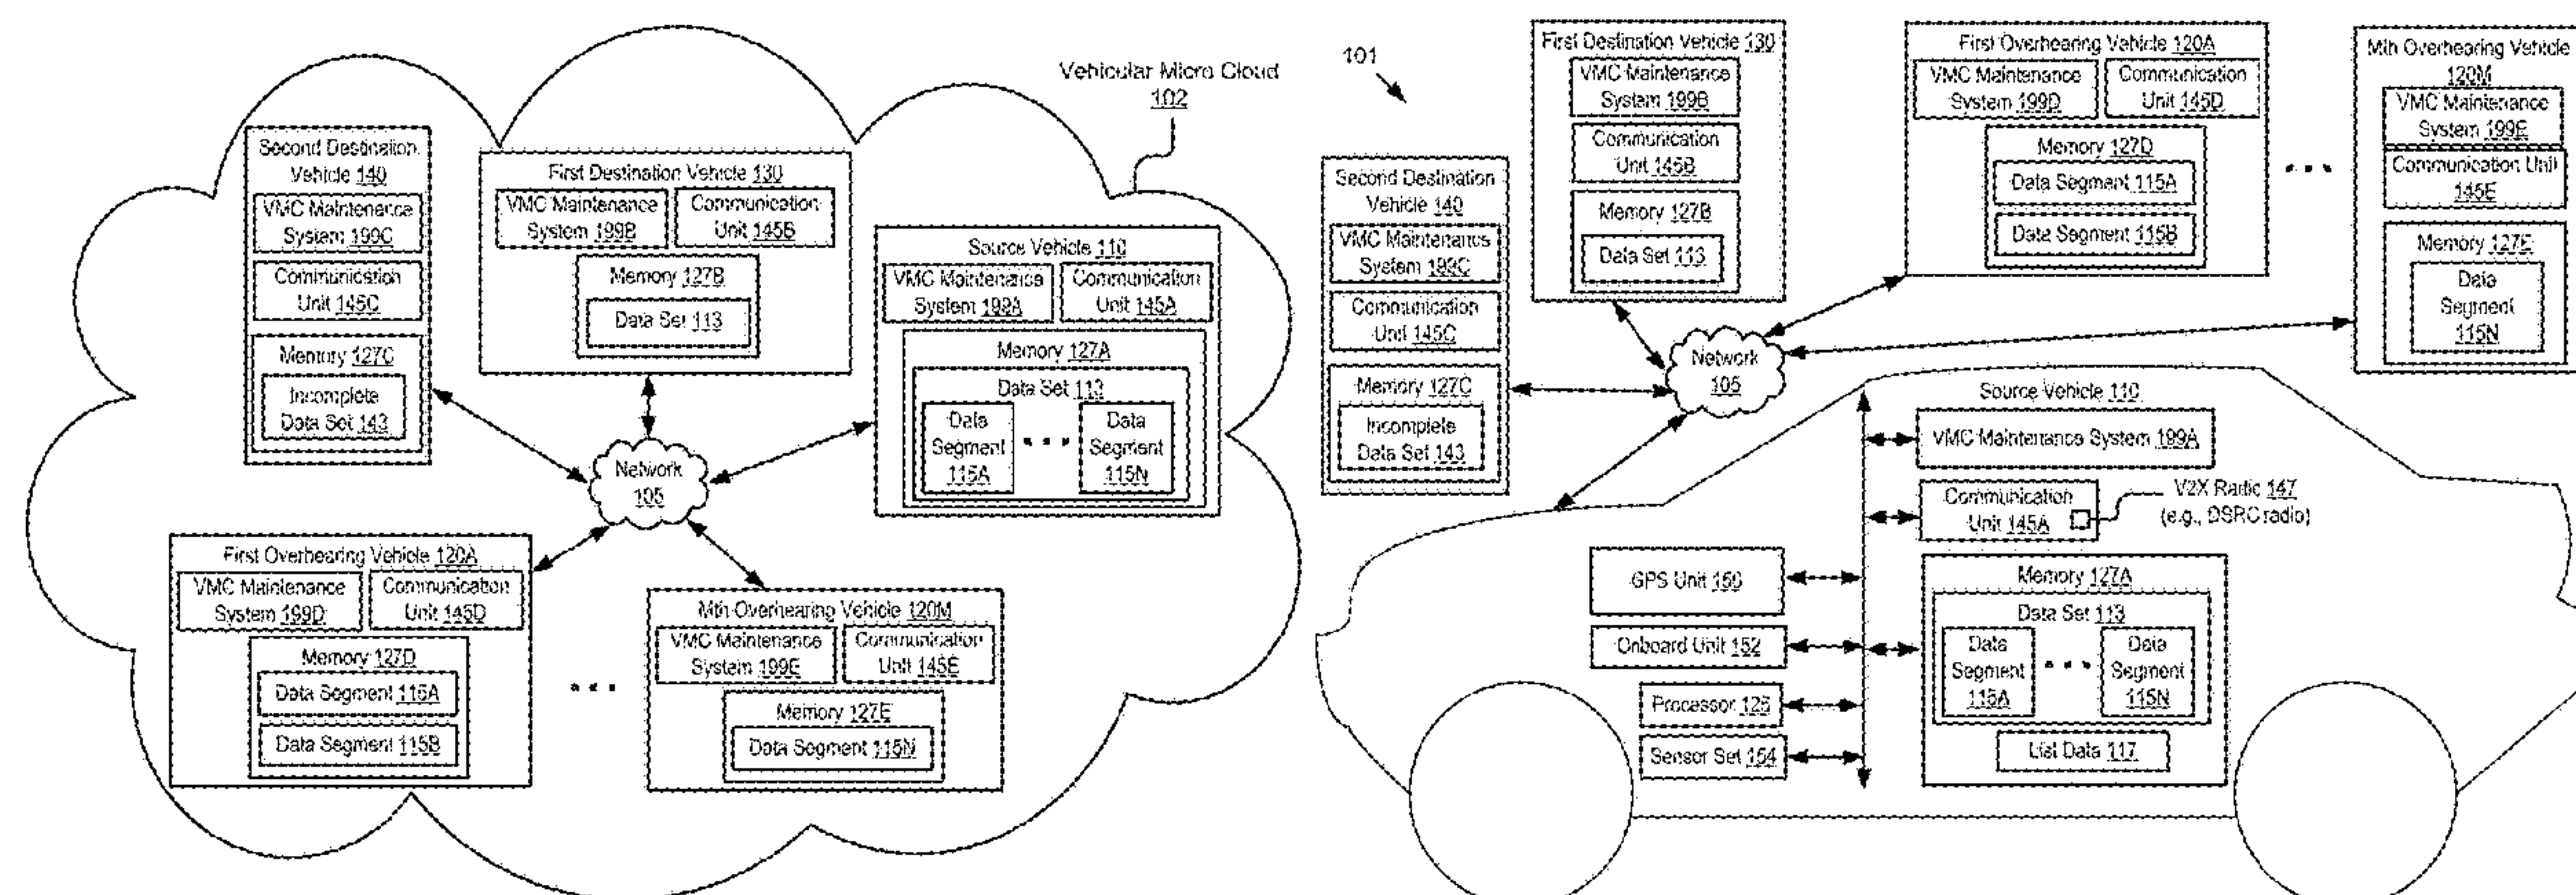 Vehicular Micro Cloud
102
Second Destination
Vehicle 140
VMC Maintenance
System 199C
Communication
Unit 145C
Memory 127C
Incomplete
Data Set 143
First Destination Vehicle 130
VMC Maintenance
System 199B
Communication
Unit 145B
Memory 127B
Data Set 113
Source Vehicle 110
VMC Maintenance
System 199A
Communication
Unit 145A
Memory 127A
Data Set 113
Data
Segment
115A
Data
Segment
115N
Network
105
First Overhearing Vehicle 120A
VMC Maintenance
System 199D
Communication
Unit 145D
Memory 127D
Data Segment 115A
Data Segment 115B
Mth Overhearing Vehicle 120M
VMC Maintenance
System 199E
Communication
Unit 145E
Memory 127E
Data Segment 115N
101
Second Destination
Vehicle 140
VMC Maintenance
System 199C
Communication
Unit 145C
Memory 127C
Incomplete
Data Set 143
First Destination Vehicle 130
VMC Maintenance
System 199B
Communication
Unit 145B
Memory 127B
Data Set 113
First Overhearing Vehicle 120A
VMC Maintenance
System 199D
Communication
Unit 145D
Memory 127D
Data Segment 115A
Data Segment 115B
Mth Overhearing Vehicle
120M
VMC Maintenance
System 199E
Communication Unit
145E
Memory 127E
Data
Segment
115N
Network
105
Source Vehicle 110
VMC Maintenance System 199A
Communication
Unit 145A
V2X Radio 147
(e.g., DSRC radio)
GPS Unit 150
Onboard Unit 152
Processor 125
Sensor Set 154
Memory 127A
Data Set 113
Data
Segment
115A
Data
Segment
115N
List Data 117